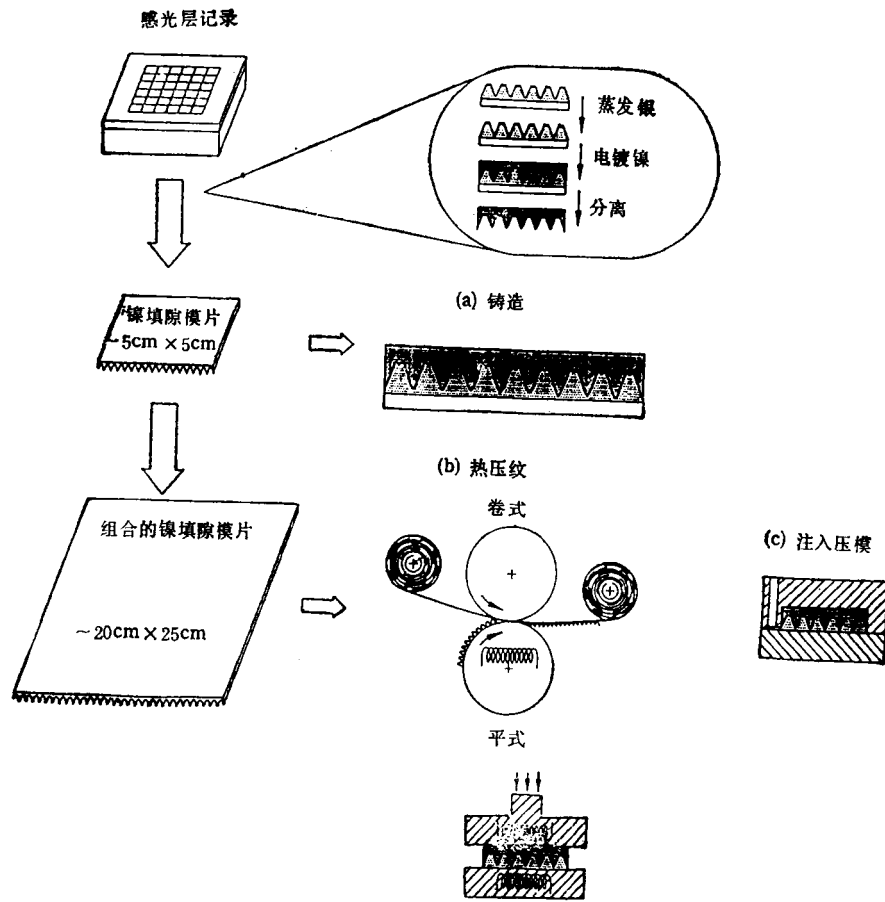 感光层记录
蒸发银
电镀镍
分离
镍填隙模片
~5cm × 5cm
(a) 铸造
(b) 热压纹
卷式
组合的镍填隙模片
~20cm × 25cm
(c) 注入压模
平式